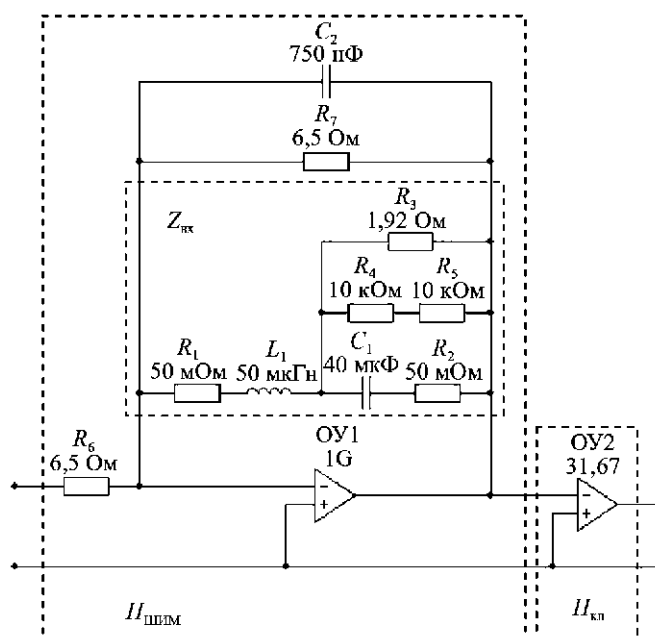 C₂
750 пФ
R₇
6,5 Ом
Zнх
R₃
1,92 Ом
R₄
10 кОм
R₅
10 кОм
R₁
50 мОм
L₁
50 мкГн
C₁
40 мкФ
R₂
50 мОм
R₆
6,5 Ом
ОУ1
1G
−
+
ОУ2
31,67
−
+
Hшим
Hкл